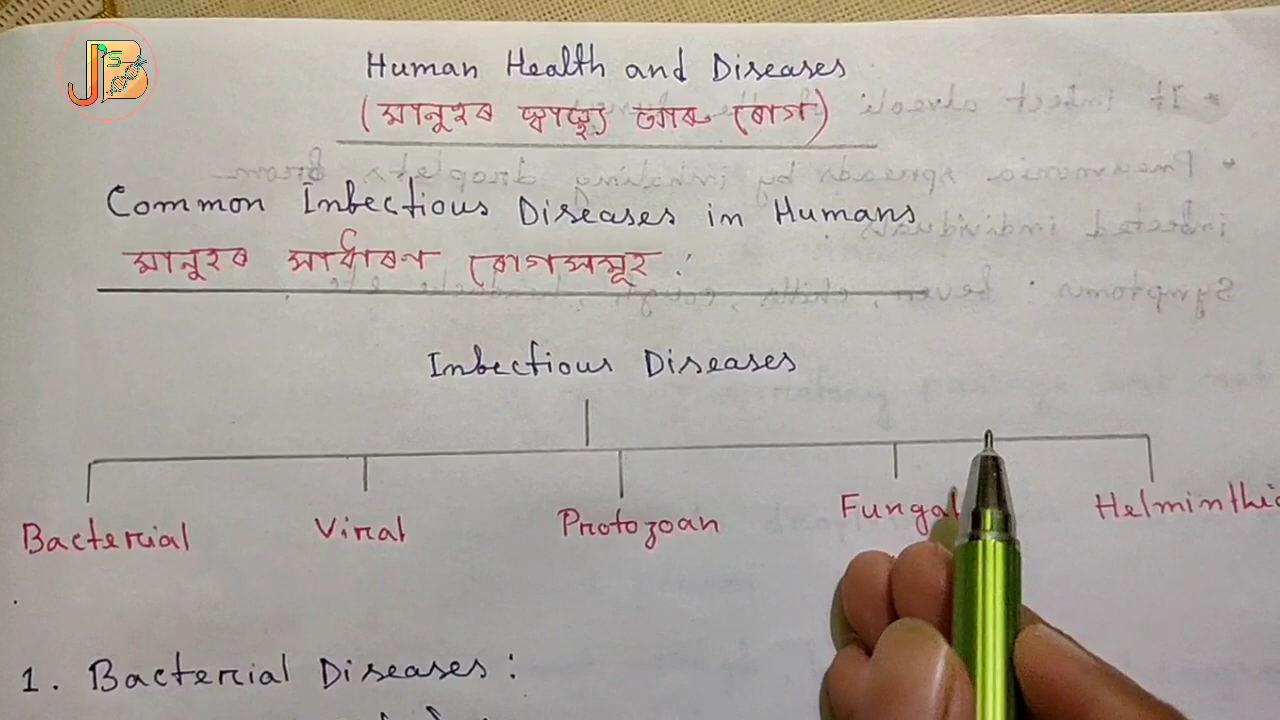 Human Health and Diseases
(মানুহৰ স্বাস্থ্য আৰু ৰোগ)
Common Infectious Diseases in Humans
মানুহৰ সাৰ্ধাৰণ ৰোগসমূহ :
Infectious Diseases
Bacterial Viral Protozoan Fungal Helminthi
1. Bacterial Diseases :